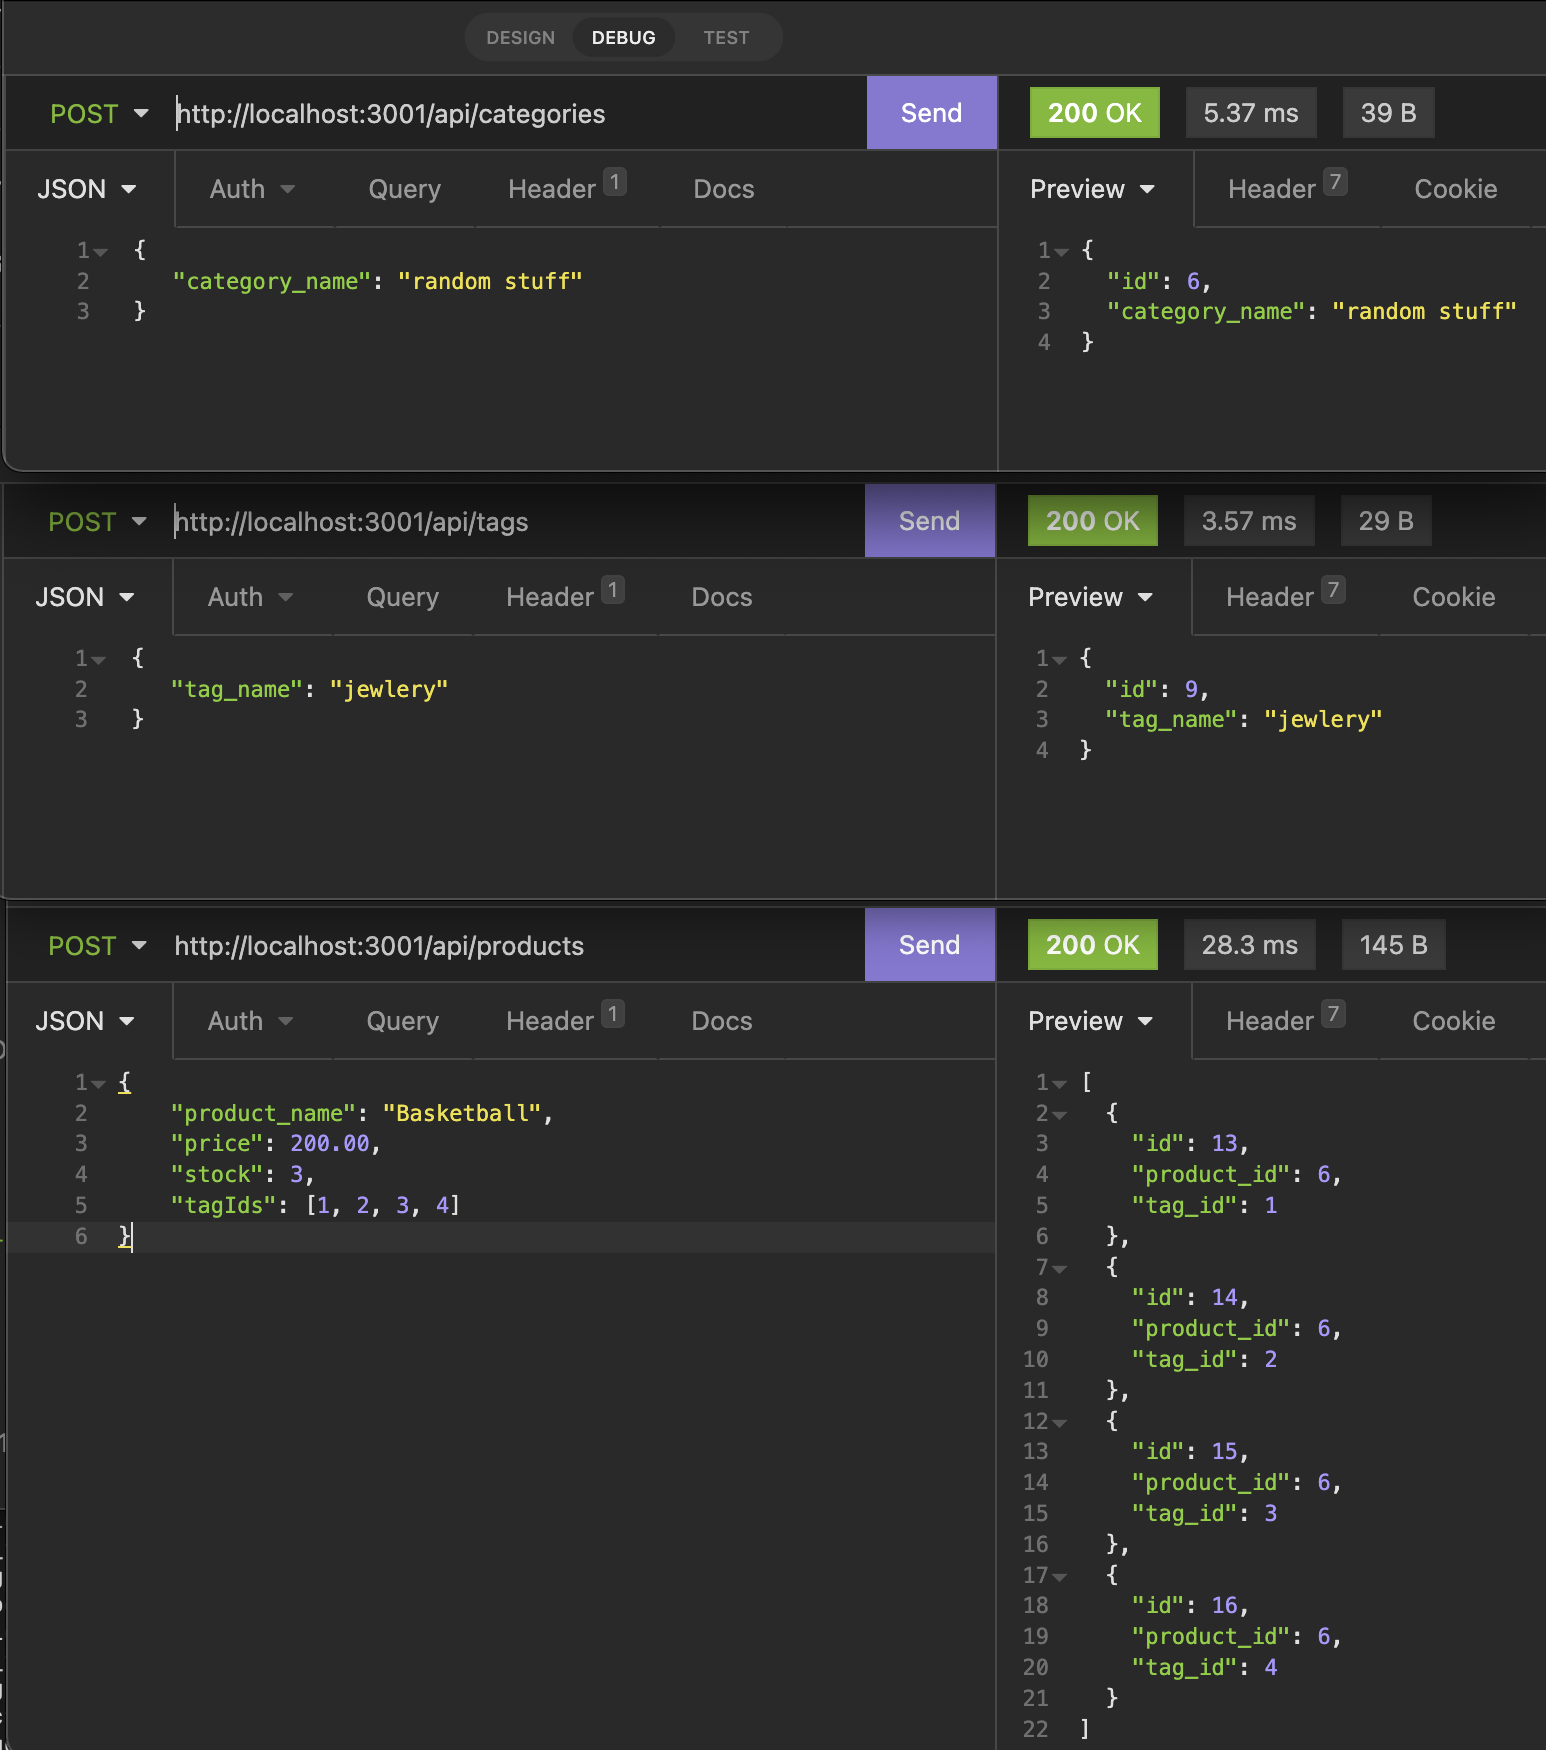 DESIGN DEBUG TEST
POST http://localhost:3001/api/categories Send 200 OK 5.37 ms 39 B
JSON Auth Query Header 1 Docs Preview Header 7 Cookie
1 {
2 "category_name": "random stuff"
3 }
1 {
2 "id": 6,
3 "category_name": "random stuff"
4 }
POST http://localhost:3001/api/tags Send 200 OK 3.57 ms 29 B
JSON Auth Query Header 1 Docs Preview Header 7 Cookie
1 {
2 "tag_name": "jewlery"
3 }
1 {
2 "id": 9,
3 "tag_name": "jewlery"
4 }
POST http://localhost:3001/api/products Send 200 OK 28.3 ms 145 B
JSON Auth Query Header 1 Docs Preview Header 7 Cookie
1 {
2 "product_name": "Basketball",
3 "price": 200.00,
4 "stock": 3,
5 "tagIds": [1, 2, 3, 4]
6 }
1 [
2 {
3 "id": 13,
4 "product_id": 6,
5 "tag_id": 1
6 },
7 {
8 "id": 14,
9 "product_id": 6,
10 "tag_id": 2
11 },
12 {
13 "id": 15,
14 "product_id": 6,
15 "tag_id": 3
16 },
17 {
18 "id": 16,
19 "product_id": 6,
20 "tag_id": 4
21 }
22 ]